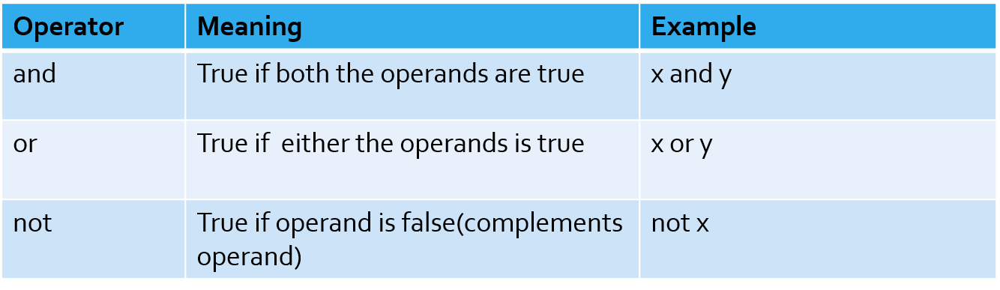 Operator Meaning Example
and True if both the operands are true x and y
or True if  either the operands is true x or y
not True if operand is false(complements not x
operand)